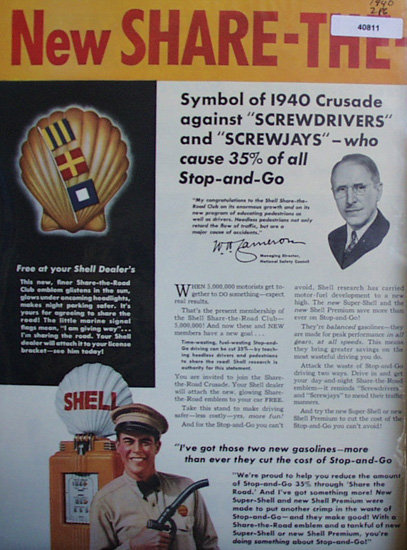 1940
40811
New SHARE-THE-
Symbol of 1940 Crusade
against "SCREWDRIVERS"
and "SCREWJAYS"—who
cause 35% of all
Stop-and-Go
"My congratulations to the Shell Share-the-
Road Club on its enormous growth and on its
new program of educating pedestrians as
well as drivers. Heedless pedestrians not only
retard the flow of traffic, but are a
major cause of accidents."
W. H. Cameron
Managing Director,
National Safety Council
Free at your Shell Dealer's
This new, finer Share-the-Road
Club emblem glistens in the sun,
glows under oncoming headlights,
makes night parking safer. It's
yours for agreeing to share the
road! The little marine signal
flags mean, "I am giving way"...
I'm sharing the road. Your Shell
dealer will attach it to your license
bracket—see him today!
WHEN 5,000,000 motorists get to-
gether to DO something—expect
real results.
That's the present membership of
the Shell Share-the-Road Club—
5,000,000! And now these and NEW
members have a new goal . . .
Time-wasting, fuel-wasting Stop-and-
Go driving can be cut 35%—by teach-
ing heedless drivers and pedestrians
to share the road. Shell research is
authority for this statement.
You are invited to join the Share-
the-Road Crusade. Your Shell dealer
will attach the new, glowing Share-
the-Road emblem to your car FREE.
Take this stand to make driving
safer—less costly—yes, more fun!
And for the Stop-and-Go you can't
avoid, Shell research has carried
motor-fuel development to a new
high. The new Super-Shell and the
new Shell Premium save more than
ever on Stop-and-Go!
They're balanced gasolines—they
are made for peak performance in all
gears, at all speeds. This means
they bring greater savings on the
most wasteful driving you do.
Attack the waste of Stop-and-Go
driving two ways. Drive in and get
your day-and-night Share-the-Road
emblem—it reminds "Screwdrivers"
and "Screwjays" to mend their traffic
manners.
And try the new Super-Shell or new
Shell Premium to cut the cost of the
Stop-and-Go you can't avoid!
SHELL
"I've got those two new gasolines—more
than ever they cut the cost of Stop-and-Go
"We're proud to help you reduce the amount
of Stop-and-Go 35% through 'Share the
Road.' And I've got something more! New
Super-Shell and new Shell Premium were
made to put another crimp in the waste of
Stop-and-Go—and they make good! With a
Share-the-Road emblem and a tankful of new
Super-Shell or new Shell Premium, you're
doing something about Stop-and-Go!"